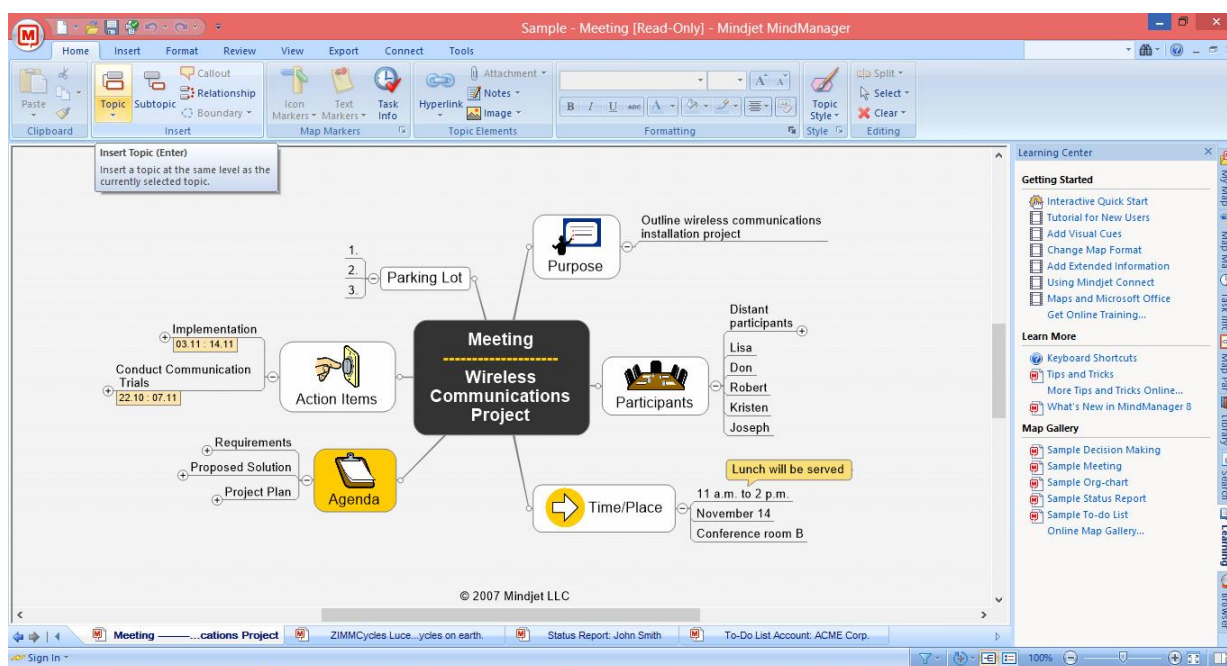 Sample - Meeting [Read-Only] - Mindjet MindManager
Home Insert Format Review View Export Connect Tools
Paste
Clipboard
Topic Subtopic
Callout
Relationship
Boundary
Insert
Icon Markers
Text Markers
Task Info
Map Markers
Hyperlink
Attachment
Notes
Image
Topic Elements
B I U ABC A
Formatting
Topic Style
Style
Split
Select
Clear
Editing
Insert Topic (Enter)
Insert a topic at the same level as the
currently selected topic.
Outline wireless communications
installation project
Purpose
1.
2.
3.
Parking Lot
Implementation
03.11 : 14.11
Conduct Communication
Trials
22.10 : 07.11
Action Items
Meeting
Wireless
Communications
Project
Distant
participants
Lisa
Don
Robert
Kristen
Joseph
Participants
Requirements
Proposed Solution
Project Plan
Agenda
Lunch will be served
11 a.m. to 2 p.m.
November 14
Conference room B
Time/Place
© 2007 Mindjet LLC
Learning Center
Getting Started
Interactive Quick Start
Tutorial for New Users
Add Visual Cues
Change Map Format
Add Extended Information
Using Mindjet Connect
Maps and Microsoft Office
Get Online Training...
Learn More
Keyboard Shortcuts
Tips and Tricks
More Tips and Tricks Online...
What's New in MindManager 8
Map Gallery
Sample Decision Making
Sample Meeting
Sample Org-chart
Sample Status Report
Sample To-do List
Online Map Gallery...
Library
Search
Learning
Browser
Meeting ———...cations Project
ZIMMCycles Luce...ycles on earth.
Status Report: John Smith
To-Do List Account: ACME Corp.
Sign In
100%